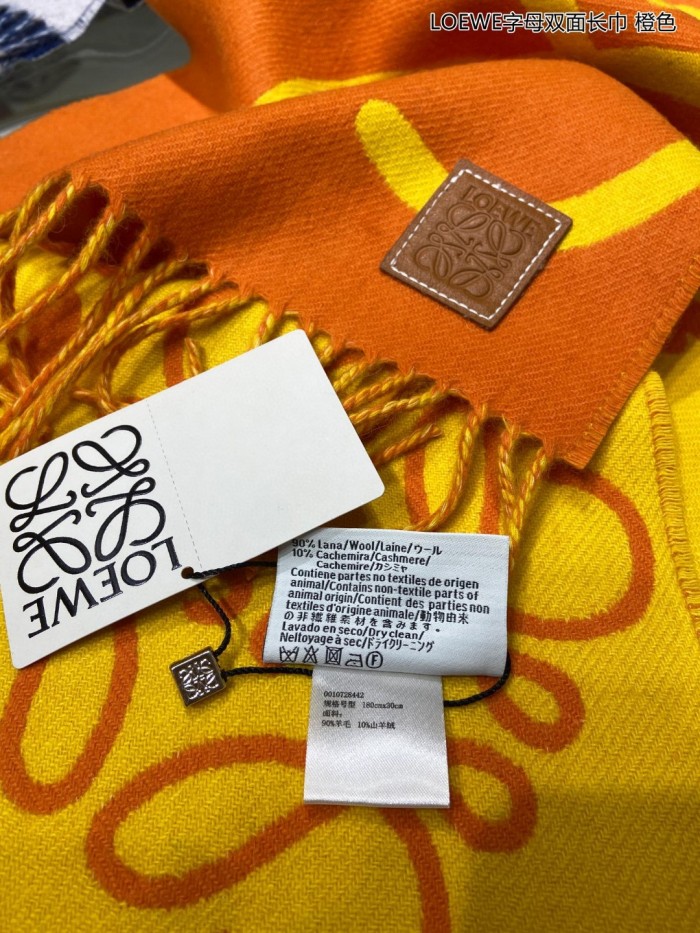 LOEWE字母双面长巾 橙色
LOEWE
LOEWE
90% Lana/Wool/Laine/ウール
10% Cachemira/Cashmere/
Cachemire/カシミヤ
Contiene partes no textiles de origen
animal/Contains non-textile parts of
animal origin/Contient des parties non
textiles d'origine animale/動物由来
の非繊維素材を含みます。
Lavado en seco/Dry clean/
Nettoyage à sec/ドライクリーニング
F
0010728442
规格号型 180cmx30cm
面料:
90%羊毛 10%山羊绒